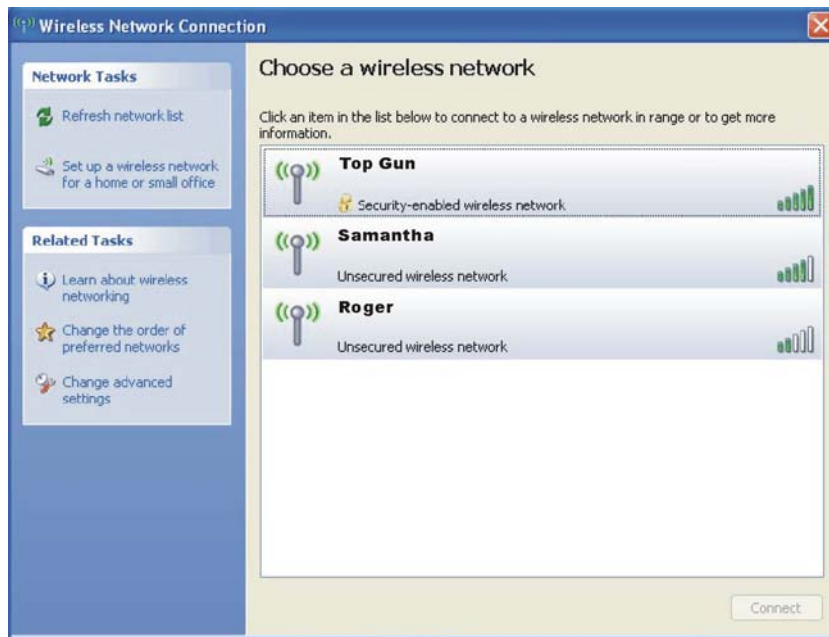 Wireless Network Connection
Network Tasks
Refresh network list
Set up a wireless network
for a home or small office
Related Tasks
Learn about wireless
networking
Change the order of
preferred networks
Change advanced
settings
Choose a wireless network
Click an item in the list below to connect to a wireless network in range or to get more
information.
Top Gun
Security-enabled wireless network
Samantha
Unsecured wireless network
Roger
Unsecured wireless network
Connect